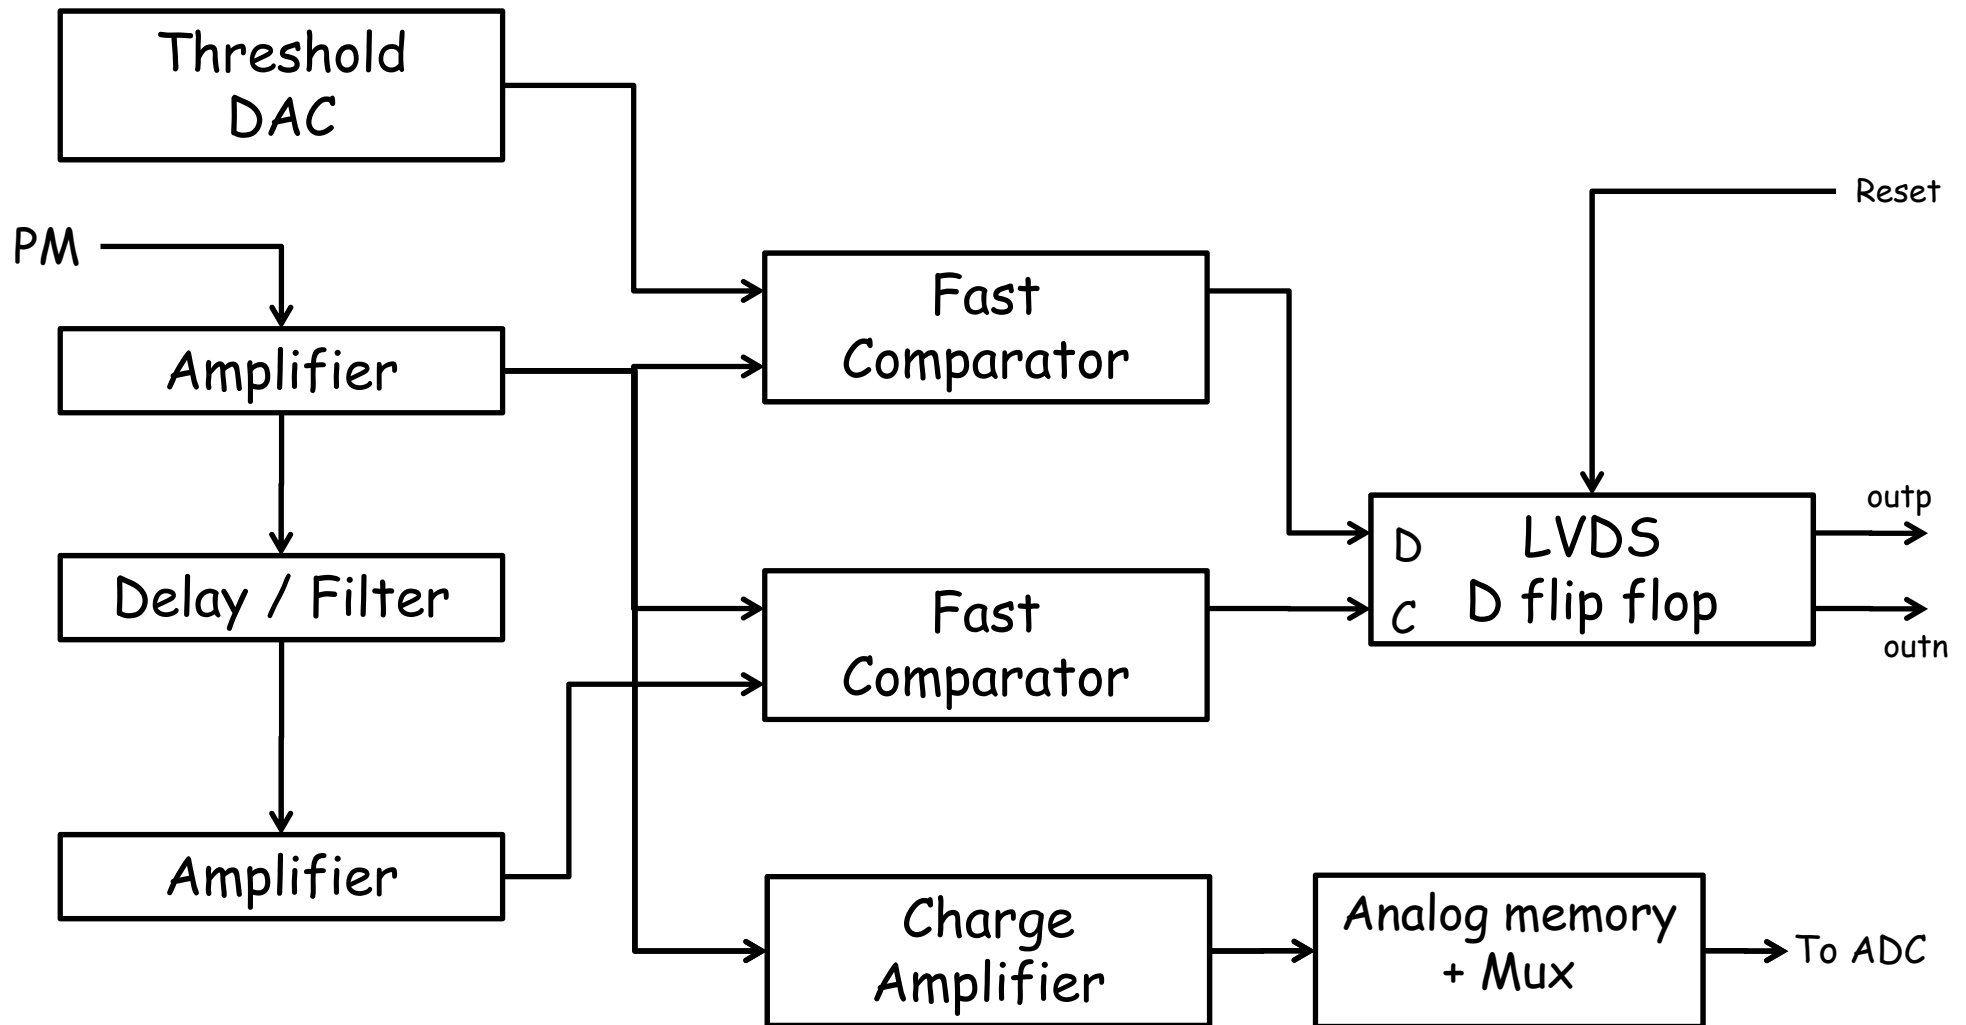 Threshold
DAC
Reset
PM
Fast
Comparator
Amplifier
outp
D
LVDS
C
D flip flop
outn
Delay / Filter
Fast
Comparator
Amplifier
Charge
Amplifier
Analog memory
+ Mux
To ADC